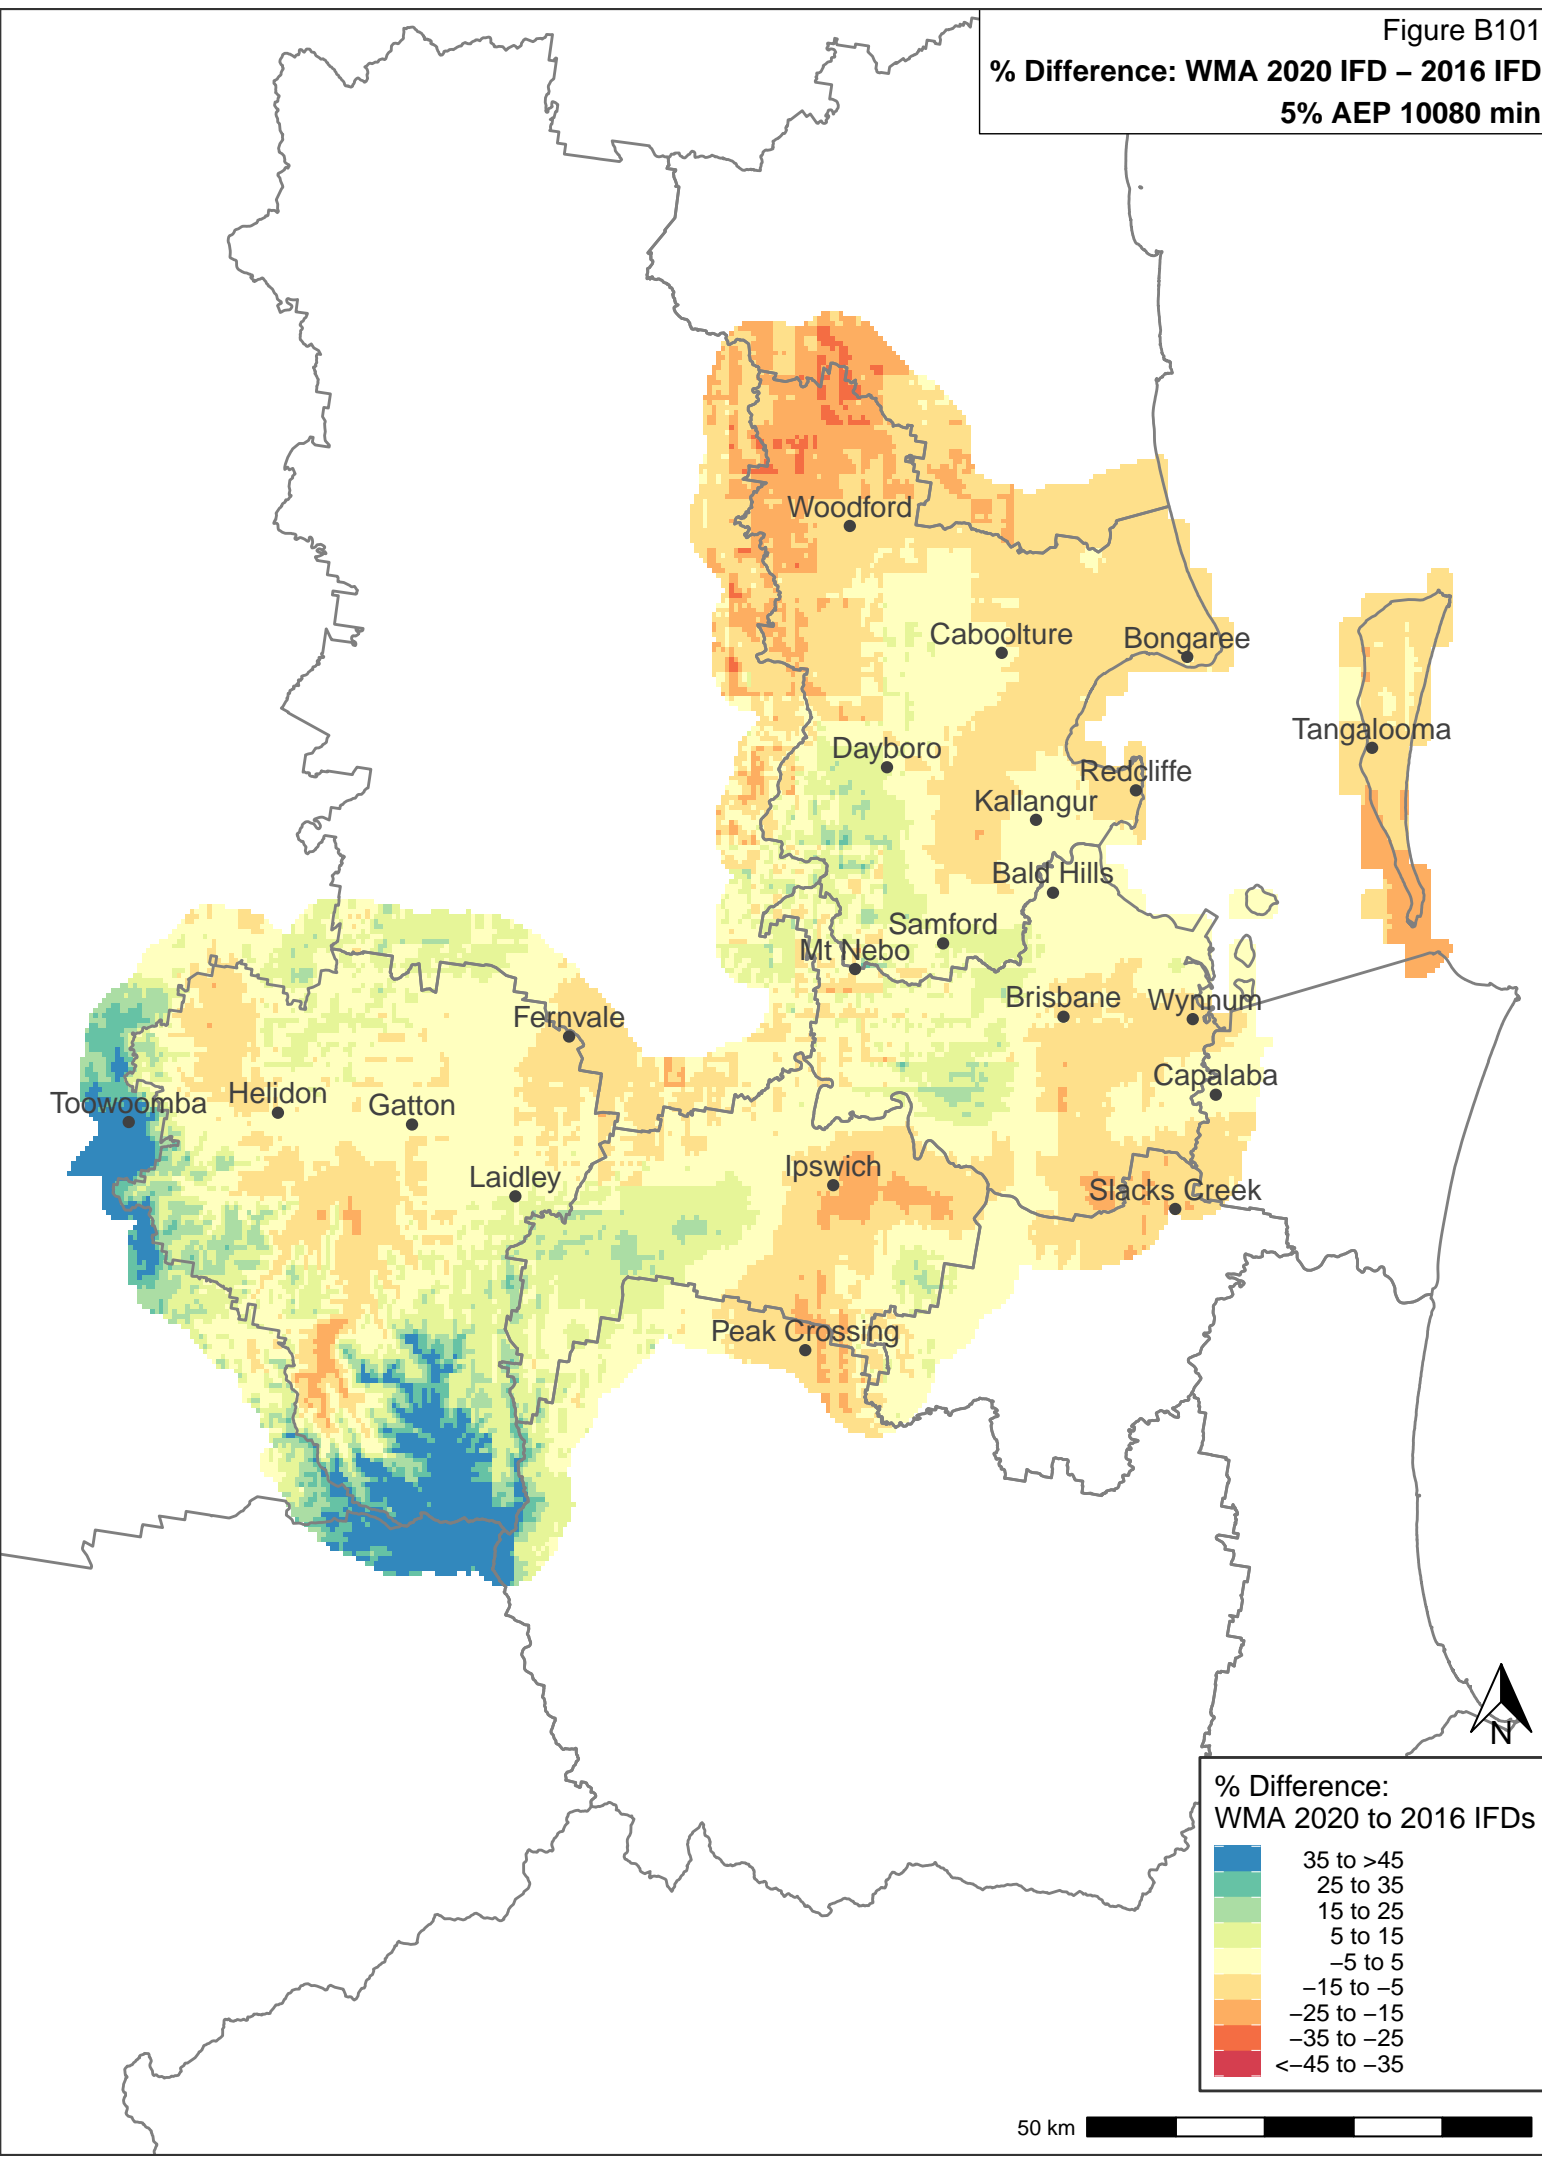 Figure B101
% Difference: WMA 2020 IFD – 2016 IFD
5% AEP 10080 min
Woodford
Caboolture
Bongaree
Tangalooma
Dayboro
Redcliffe
Kallangur
Bald Hills
Samford
Mt Nebo
Brisbane
Wynnum
Fernvale
Capalaba
Toowoomba
Helidon
Gatton
Ipswich
Laidley
Slacks Creek
Peak Crossing
N
% Difference:
WMA 2020 to 2016 IFDs
35 to >45
25 to 35
15 to 25
5 to 15
−5 to 5
−15 to −5
−25 to −15
−35 to −25
<−45 to −35
50 km